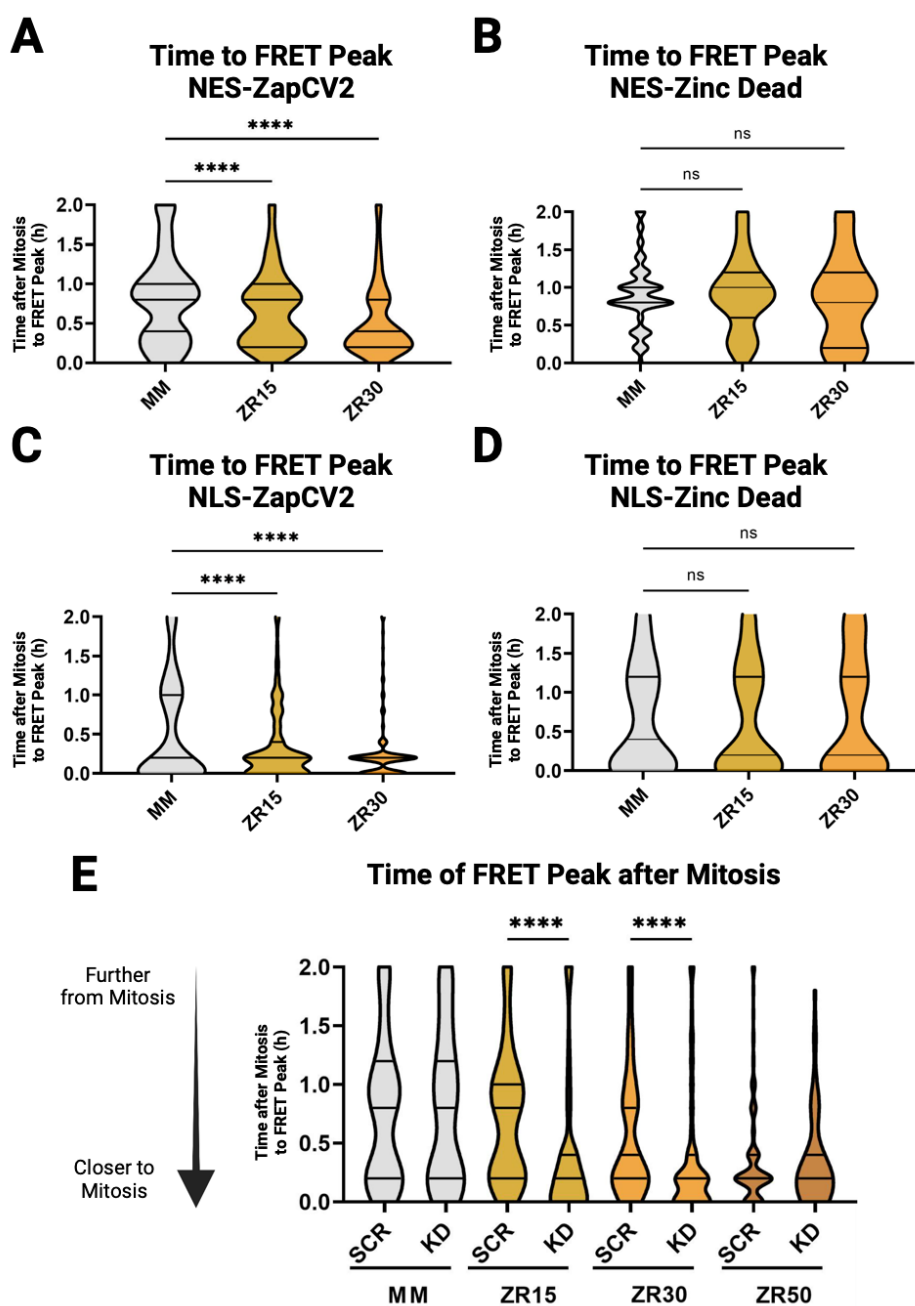 A
Time to FRET Peak
NES-ZapCV2
****
****
Time after Mitosis
to FRET Peak (h)
2.0
1.5
1.0
0.5
0.0
MM
ZR15
ZR30
B
Time to FRET Peak
NES-Zinc Dead
ns
ns
Time after Mitosis
to FRET Peak (h)
2.0
1.5
1.0
0.5
0.0
MM
ZR15
ZR30
C
Time to FRET Peak
NLS-ZapCV2
****
****
Time after Mitosis
to FRET Peak (h)
2.0
1.5
1.0
0.5
0.0
MM
ZR15
ZR30
D
Time to FRET Peak
NLS-Zinc Dead
ns
ns
Time after Mitosis
to FRET Peak (h)
2.0
1.5
1.0
0.5
0.0
MM
ZR15
ZR30
E
Time of FRET Peak after Mitosis
Further
from Mitosis
Closer to
Mitosis
**** ****
Time after Mitosis
to FRET Peak (h)
2.0
1.5
1.0
0.5
0.0
SCR KD SCR KD SCR KD SCR KD
MM ZR15 ZR30 ZR50